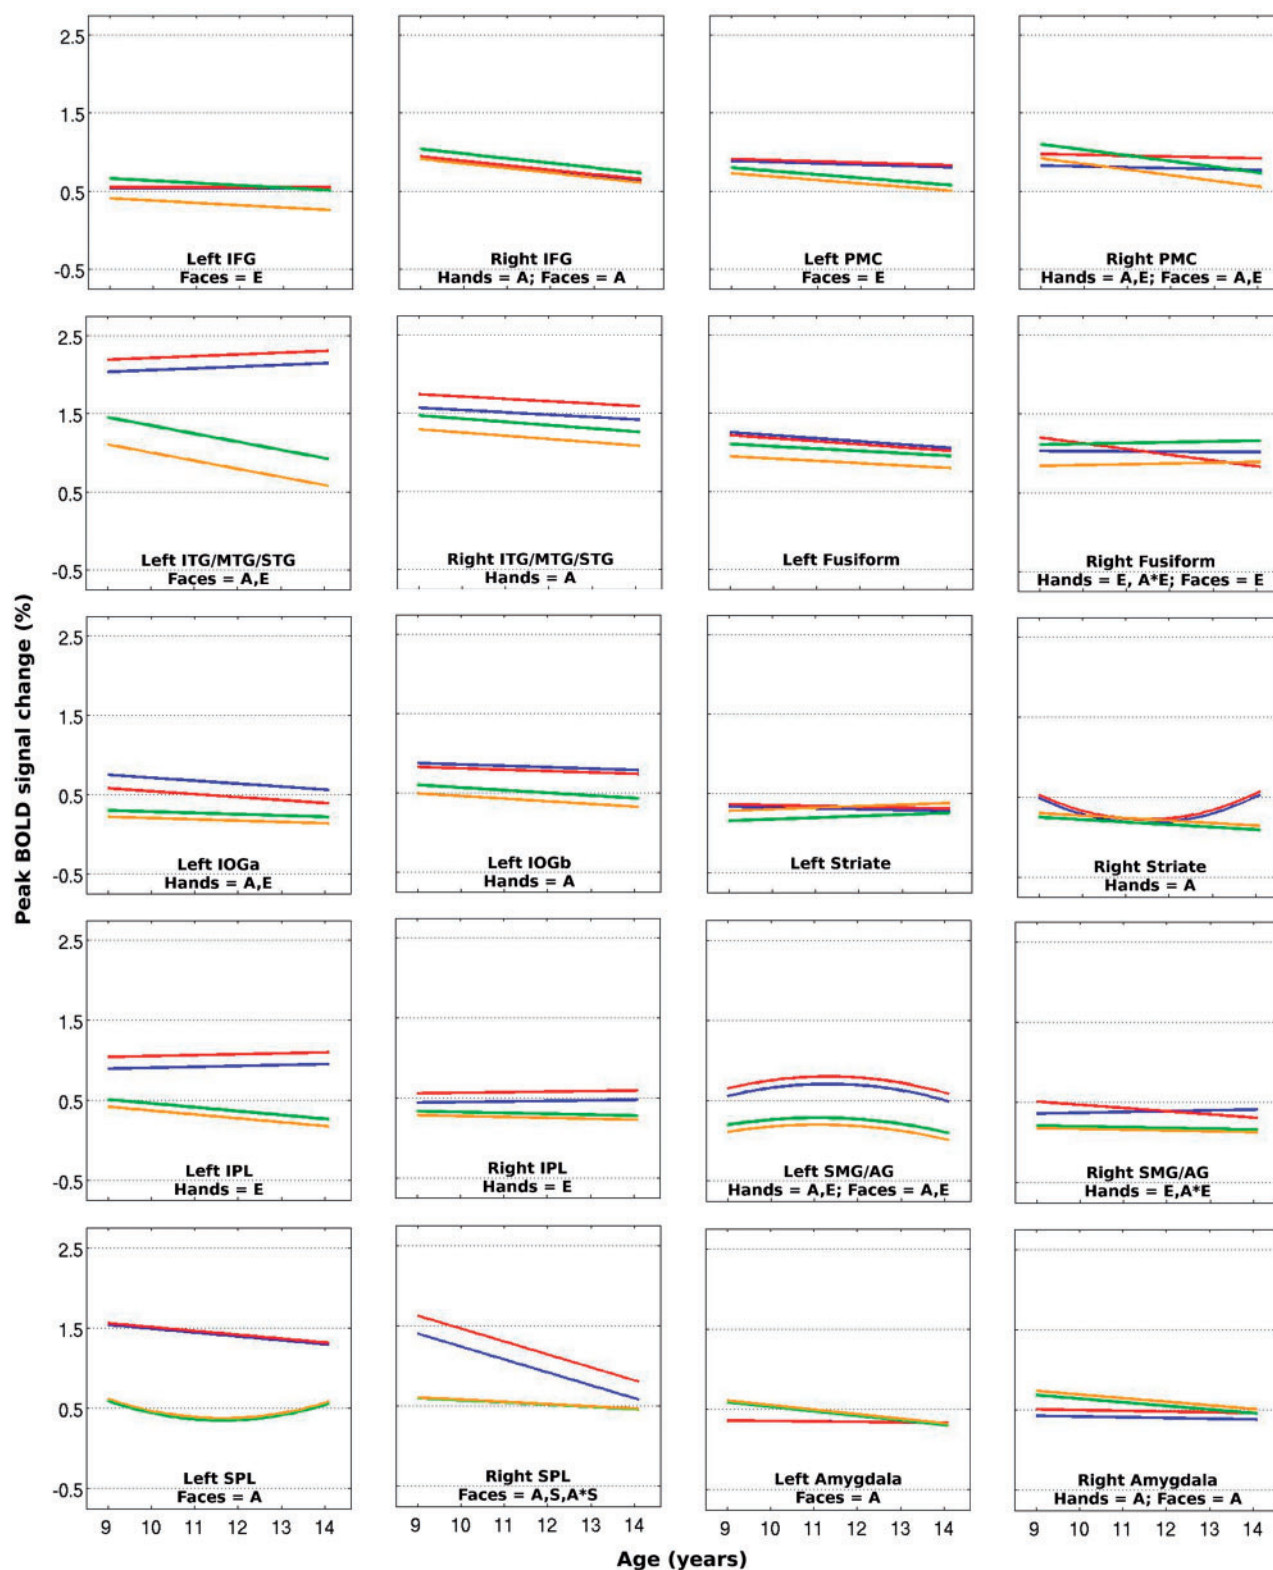 2.5
1.5
0.5
-0.5
Left IFG
Faces = E
Right IFG
Hands = A; Faces = A
Left PMC
Faces = E
Right PMC
Hands = A,E; Faces = A,E
2.5
1.5
0.5
-0.5
Left ITG/MTG/STG
Faces = A,E
Right ITG/MTG/STG
Hands = A
Left Fusiform
Right Fusiform
Hands = E, A*E; Faces = E
Peak BOLD signal change (%)
2.5
1.5
0.5
-0.5
Left IOGa
Hands = A,E
Left IOGb
Hands = A
Left Striate
Right Striate
Hands = A
2.5
1.5
0.5
-0.5
Left IPL
Hands = E
Right IPL
Hands = E
Left SMG/AG
Hands = A,E; Faces = A,E
Right SMG/AG
Hands = E,A*E
2.5
1.5
0.5
-0.5
Left SPL
Faces = A
Right SPL
Faces = A,S,A*S
Left Amygdala
Faces = A
Right Amygdala
Hands = A; Faces = A
9 10 11 12 13 14
9 10 11 12 13 14
9 10 11 12 13 14
9 10 11 12 13 14
Age (years)